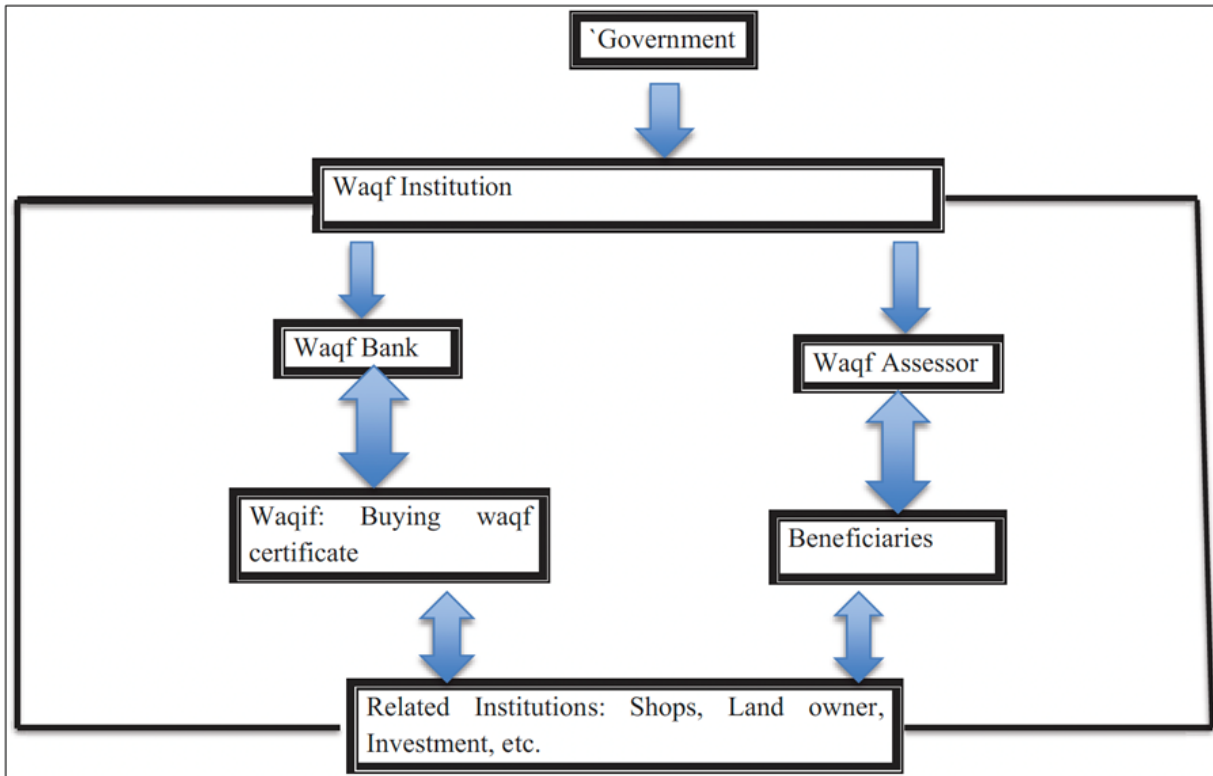 `Government
Waqf Institution
Waqf Bank
Waqf Assessor
Waqif: Buying waqf
certificate
Beneficiaries
Related Institutions: Shops, Land owner,
Investment, etc.